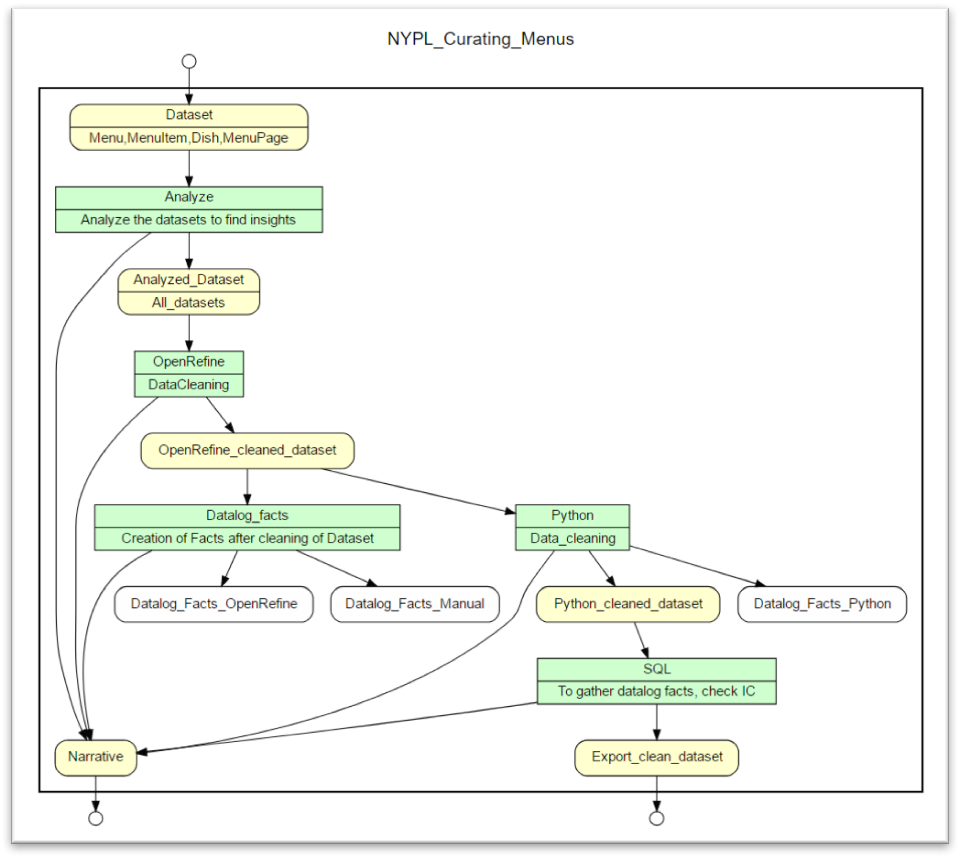 NYPL_Curating_Menus
Dataset
Menu,MenuItem,Dish,MenuPage
Analyze
Analyze the datasets to find insights
Analyzed_Dataset
All_datasets
OpenRefine
DataCleaning
OpenRefine_cleaned_dataset
Datalog_facts
Creation of Facts after cleaning of Dataset
Python
Data_cleaning
Datalog_Facts_OpenRefine
Datalog_Facts_Manual
Python_cleaned_dataset
Datalog_Facts_Python
SQL
To gather datalog facts, check IC
Narrative
Export_clean_dataset